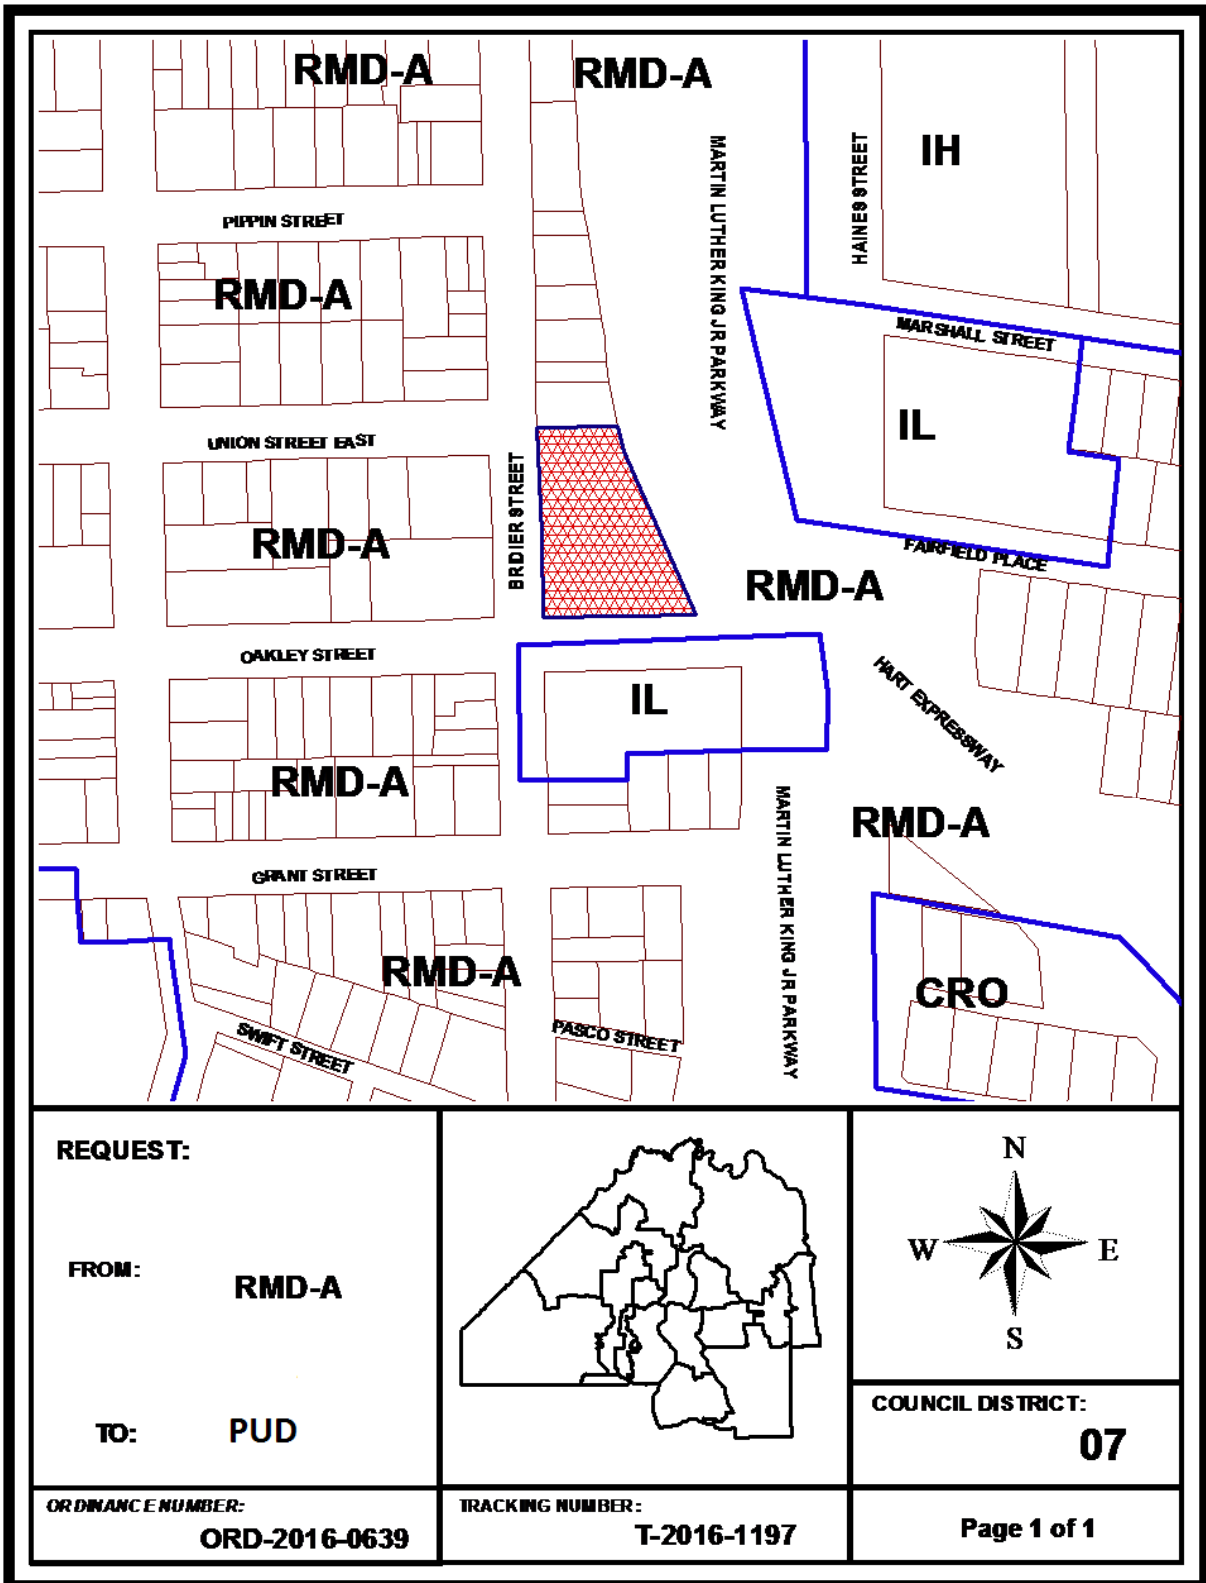 RMD-A
RMD-A
IH
MARTIN LUTHER KING JR PARKWAY
HAINES STREET
PIPPIN STREET
RMD-A
MARSHALL STREET
IL
UNION STREET EAST
BRDIER STREET
RMD-A
FAIRFIELD PLACE
RMD-A
OAKLEY STREET
HART EXPRESSWAY
IL
RMD-A
MARTIN LUTHER KING JR PARKWAY
RMD-A
GRANT STREET
RMD-A
CRO
SWIFT STREET
PASCO STREET
REQUEST:
FROM:
RMD-A
TO:
PUD
N
W
E
S
COUNCIL DISTRICT:
07
ORDINANCE NUMBER:
ORD-2016-0639
TRACKING NUMBER:
T-2016-1197
Page 1 of 1